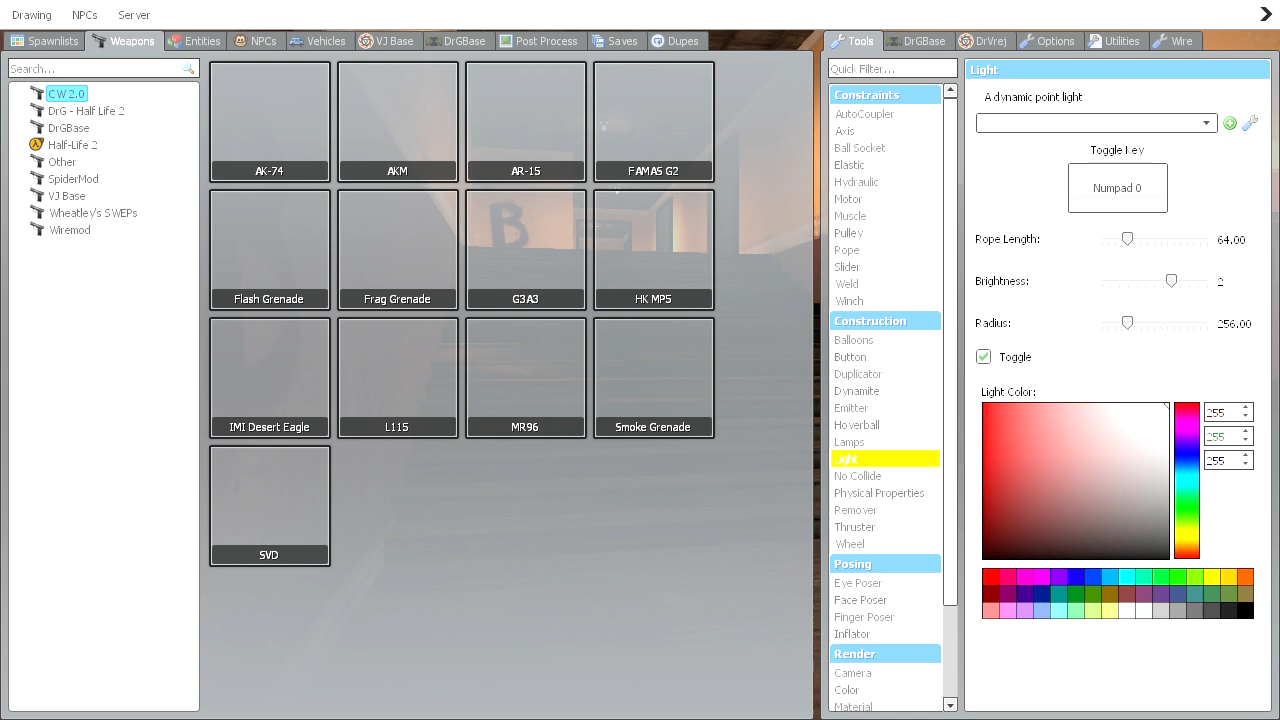 Drawing NPCs Server
Spawnlists Weapons Entities NPCs Vehicles VJ Base DrGBase Post Process Saves Dupes
Search...
CW 2.0
DrG - Half Life 2
DrGBase
Half-Life 2
Other
SpiderMod
VJ Base
Wheatley's SWEPs
Wiremod
AK-74 AKM AR-15 FAMAS G2
B
Flash Grenade Frag Grenade G3A3 HK MP5
IMI Desert Eagle L115 MR96 Smoke Grenade
SVD
Tools DrGBase DrVrej Options Utilities Wire
Quick Filter...
Constraints
AutoCoupler
Axis
Ball Socket
Elastic
Hydraulic
Motor
Muscle
Pulley
Rope
Slider
Weld
Winch
Construction
Balloons
Button
Duplicator
Dynamite
Emitter
Hoverball
Lamps
Light
No Collide
Physical Properties
Remover
Thruster
Wheel
Posing
Eye Poser
Face Poser
Finger Poser
Inflator
Render
Camera
Color
Material
Light
A dynamic point light
Toggle Key
Numpad 0
Rope Length: 64.00
Brightness: 2
Radius: 256.00
Toggle
Light Color:
255
255
255